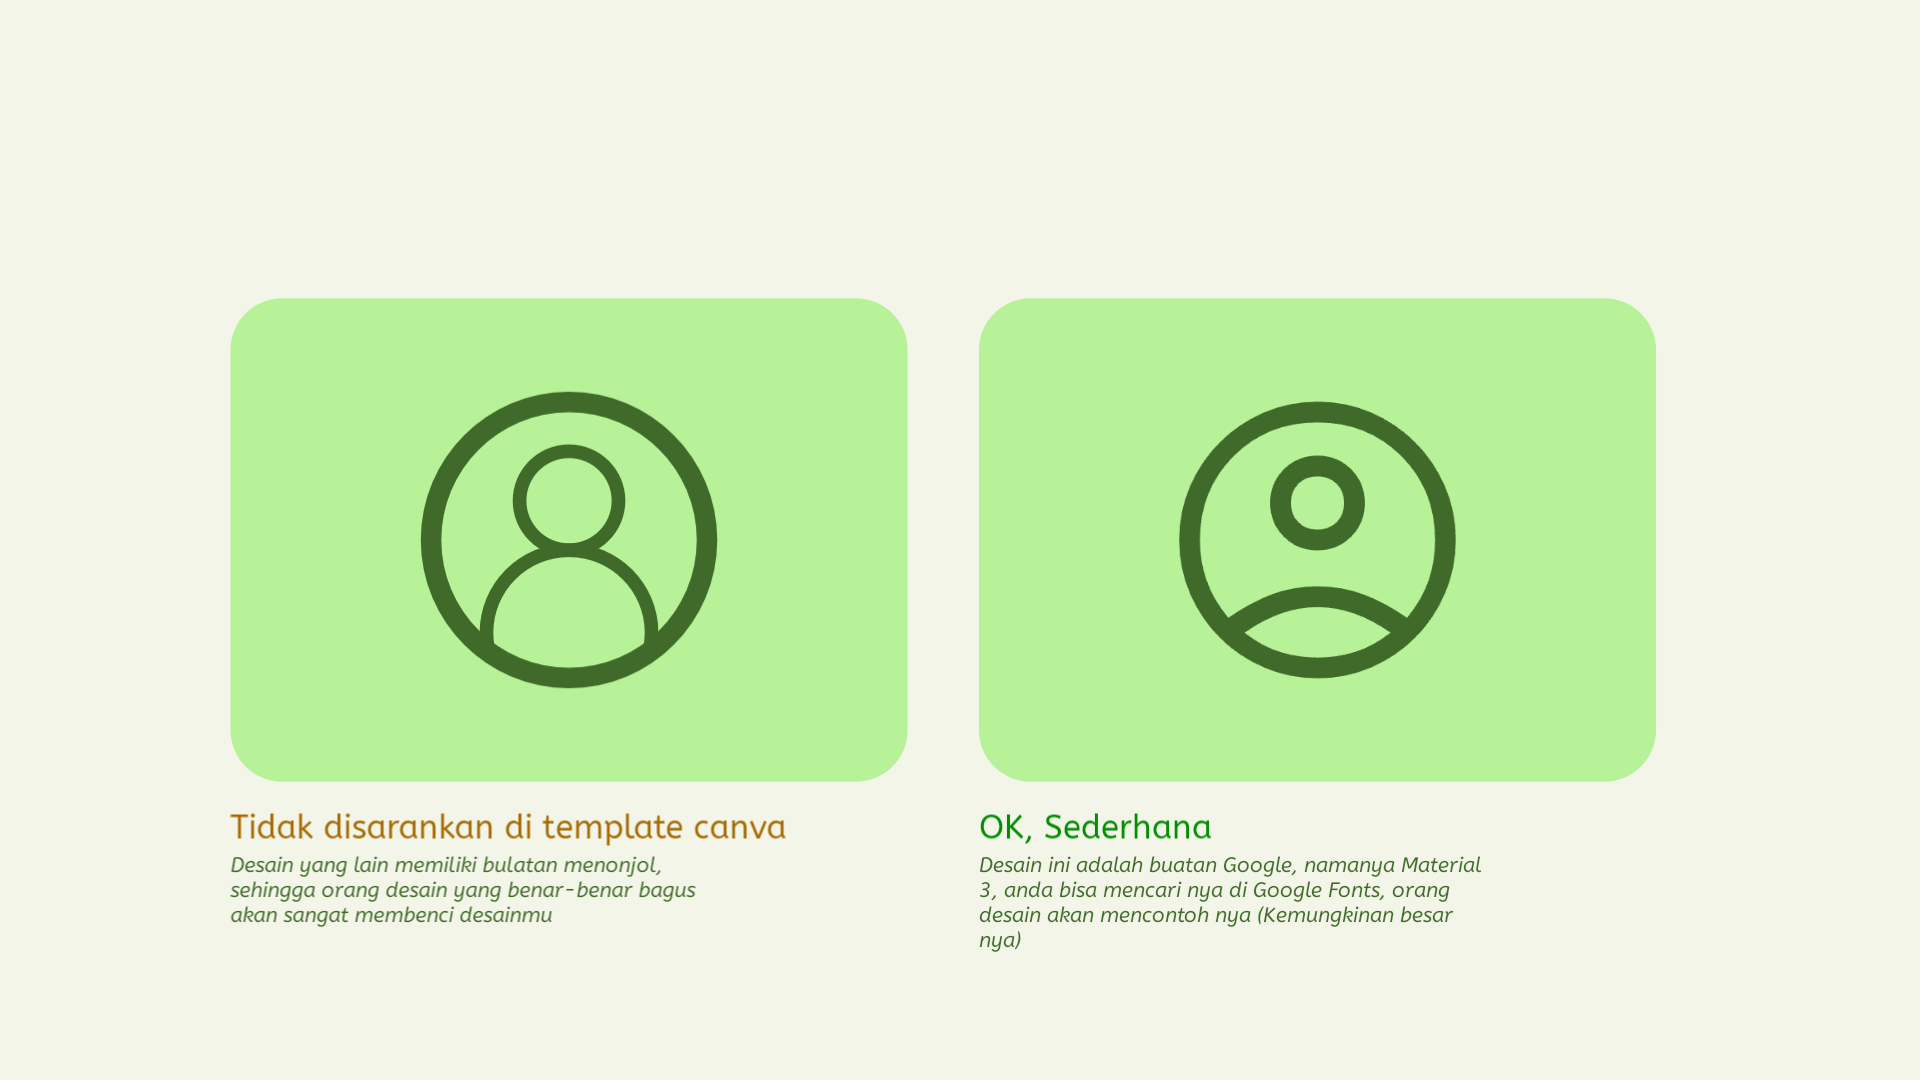 Tidak disarankan di template canva
Desain yang lain memiliki bulatan menonjol,
sehingga orang desain yang benar-benar bagus
akan sangat membenci desainmu
OK, Sederhana
Desain ini adalah buatan Google, namanya Material
3, anda bisa mencari nya di Google Fonts, orang
desain akan mencontoh nya (Kemungkinan besar
nya)